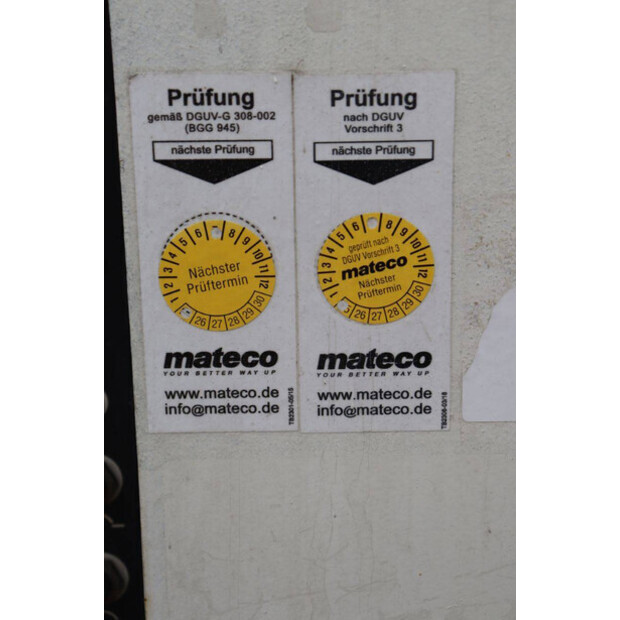 Prüfung
gemäß DGUV-G 308-002
(BGG 945)
nächste Prüfung
1 2 3 4 5 6 8 9 10 11 12
Nächster
Prüftermin
26 27 28 29 30
mateco
YOUR BETTER WAY UP
www.mateco.de
info@mateco.de
TB2301-05/15
Prüfung
nach DGUV
Vorschrift 3
nächste Prüfung
1 2 3 4 5 6 8 9 10 11 12
geprüft nach
DGUV Vorschrift 3
mateco
Nächster
Prüftermin
26 27 28 29 30
mateco
YOUR BETTER WAY UP
www.mateco.de
info@mateco.de